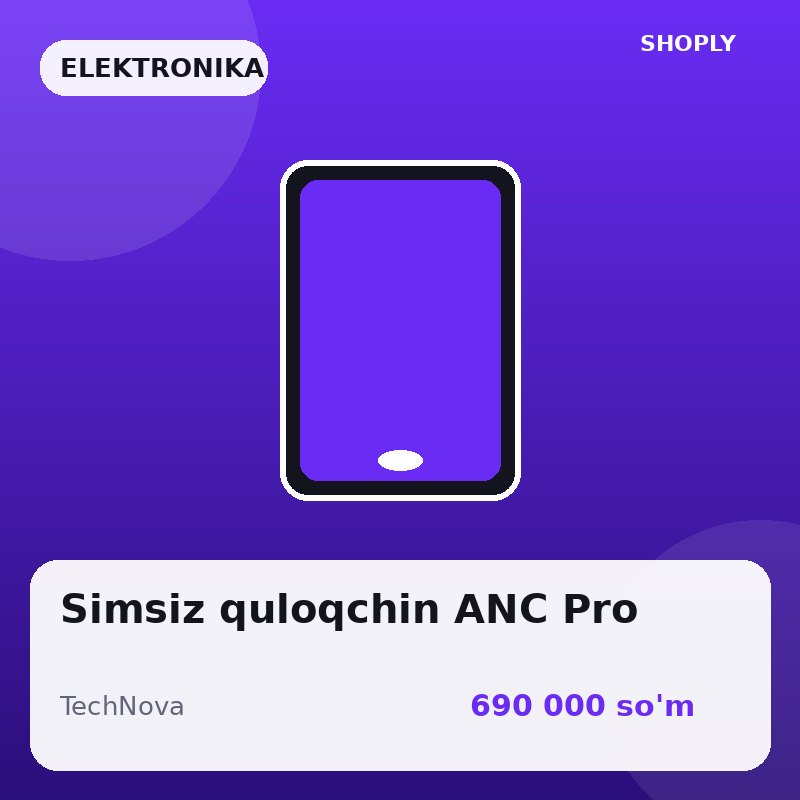 ELEKTRONIKA
SHOPLY
Simsiz quloqchin ANC Pro
TechNova
690 000 so'm